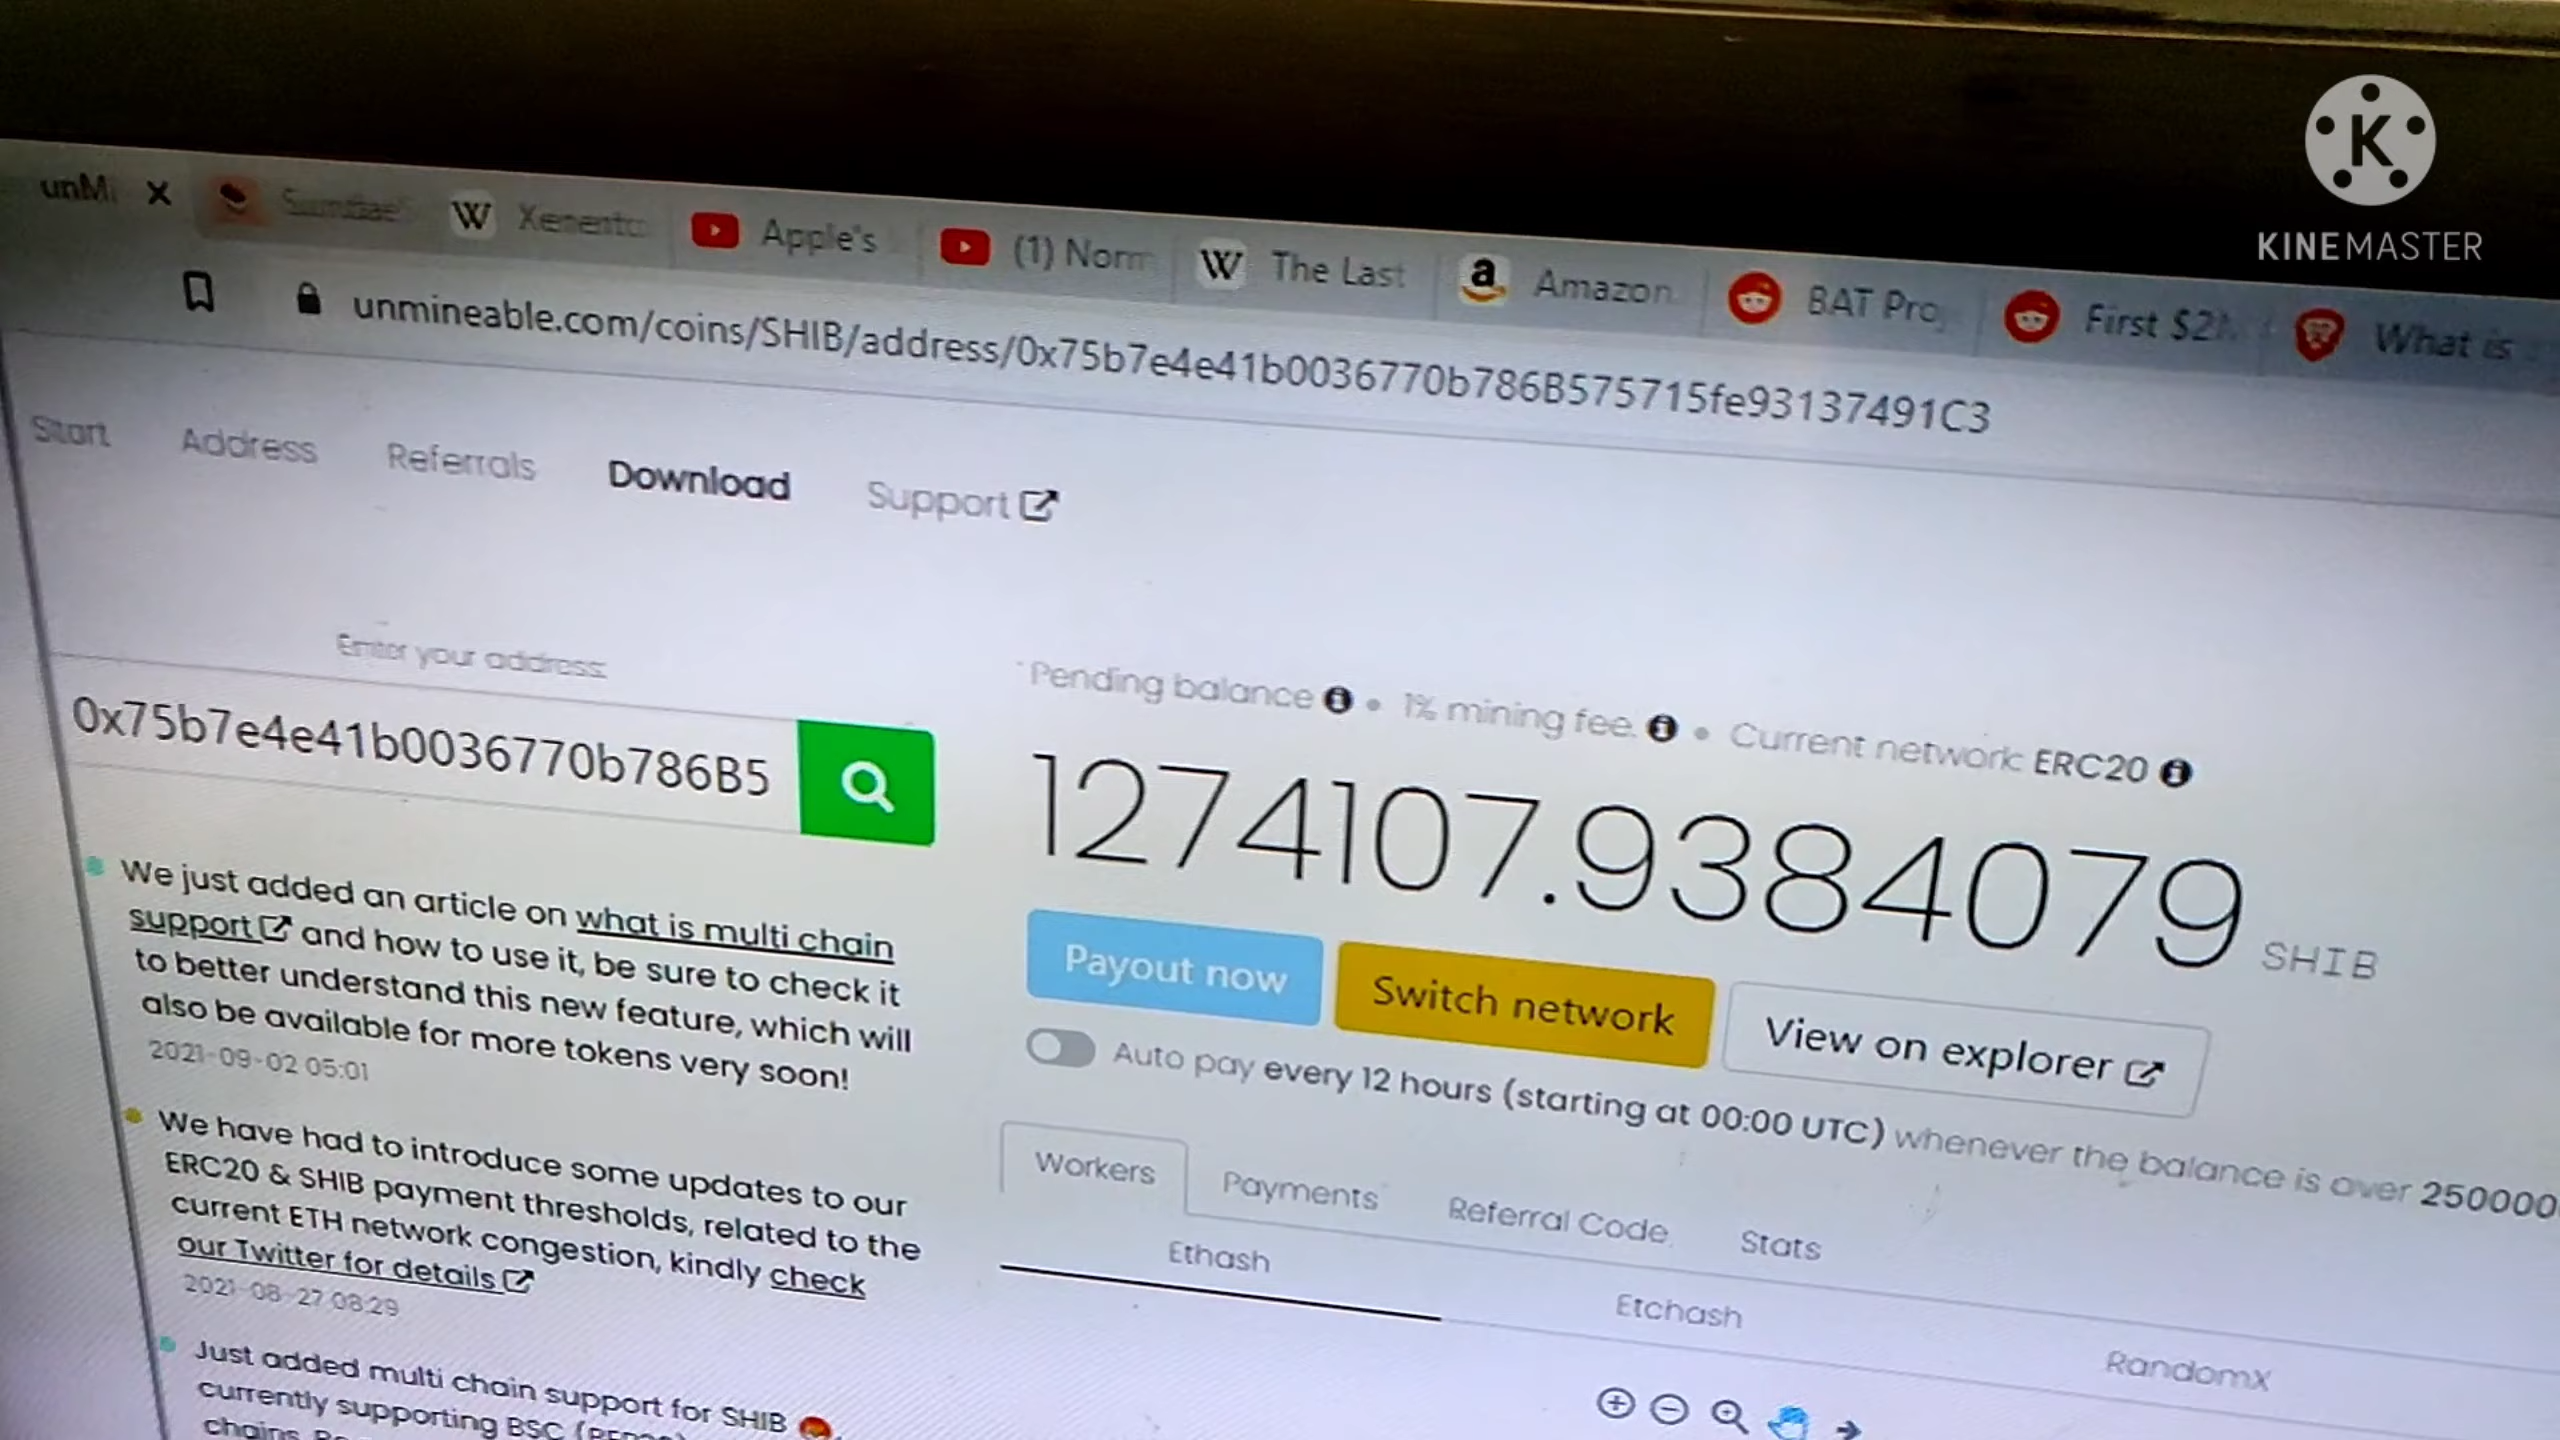 KINEMASTER
unMi
W
Apple's
(1) Norm
W The Last
a Amazon
BAT Pro
First $2
What is
unmineable.com/coins/SHIB/address/0x75b7e4e41b0036770b786B575715fe93137491C3
Start Address Referrals Download Support
Enter your address:
0x75b7e4e41b0036770b786B5
Pending balance • 1% mining fee. • Current network: ERC20
1274107.9384079 SHIB
Payout now Switch network View on explorer
Auto pay every 12 hours (starting at 00:00 UTC) whenever the balance is over 250000
Workers Payments Referral Code Stats
Ethash Etchash RandomX
We just added an article on what is multi chain
support and how to use it, be sure to check it
to better understand this new feature, which will
also be available for more tokens very soon!
2021-09-02 05:01
We have had to introduce some updates to our
ERC20 & SHIB payment thresholds, related to the
current ETH network congestion, kindly check
our Twitter for details
2021-08-27 08:29
Just added multi chain support for SHIB
currently supporting BSC
chains.